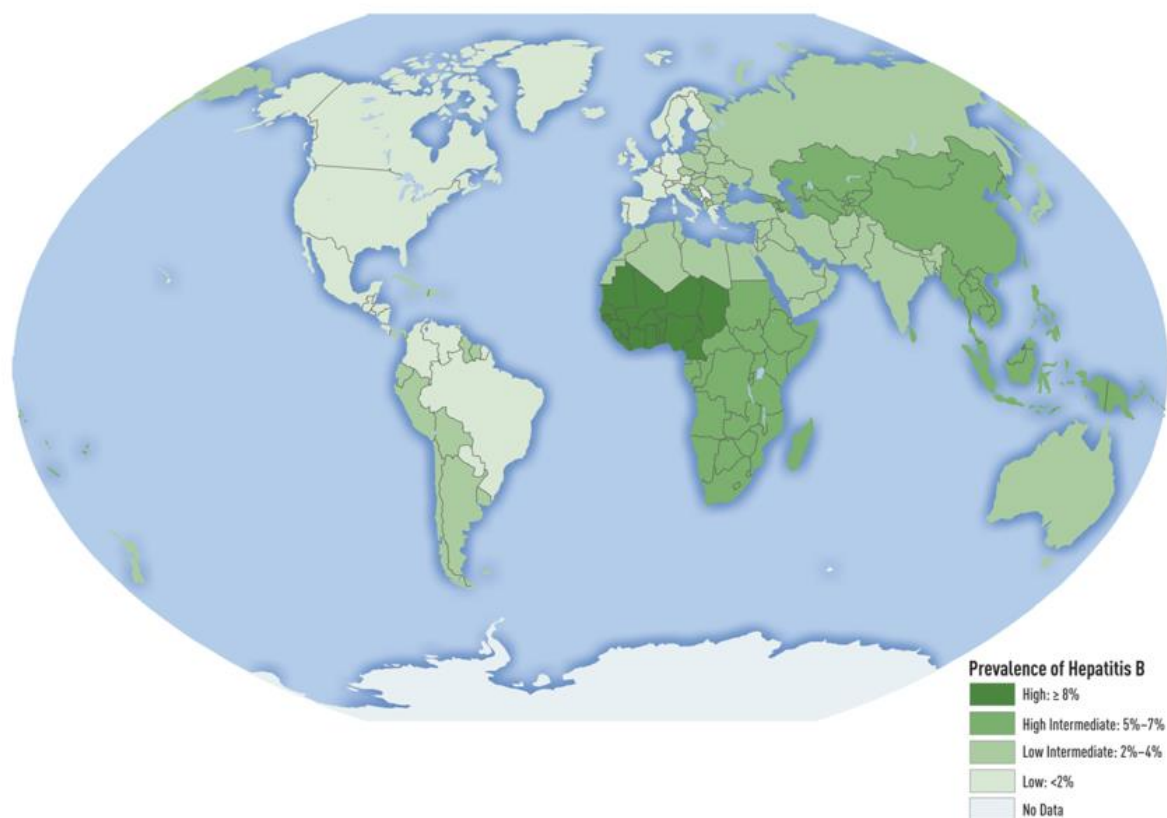 Prevalence of Hepatitis B
High: ≥ 8%
High Intermediate: 5%–7%
Low Intermediate: 2%–4%
Low: <2%
No Data